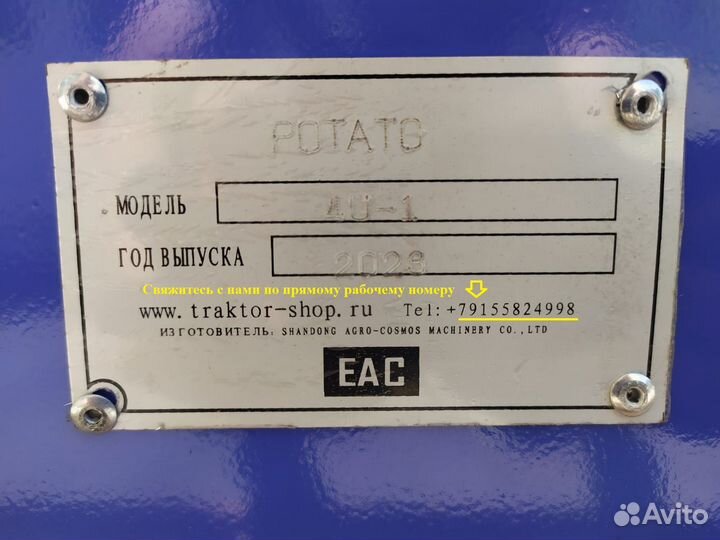 POTATO
МОДЕЛЬ 4U-1
ГОД ВЫПУСКА 2023
Свяжитесь с нами по прямому рабочему номеру
www.traktor-shop.ru Tel: +79155824998
ИЗГОТОВИТЕЛЬ: SHANDONG AGRO-COSMOS MACHINERY CO.,LTD
EAC
Avito